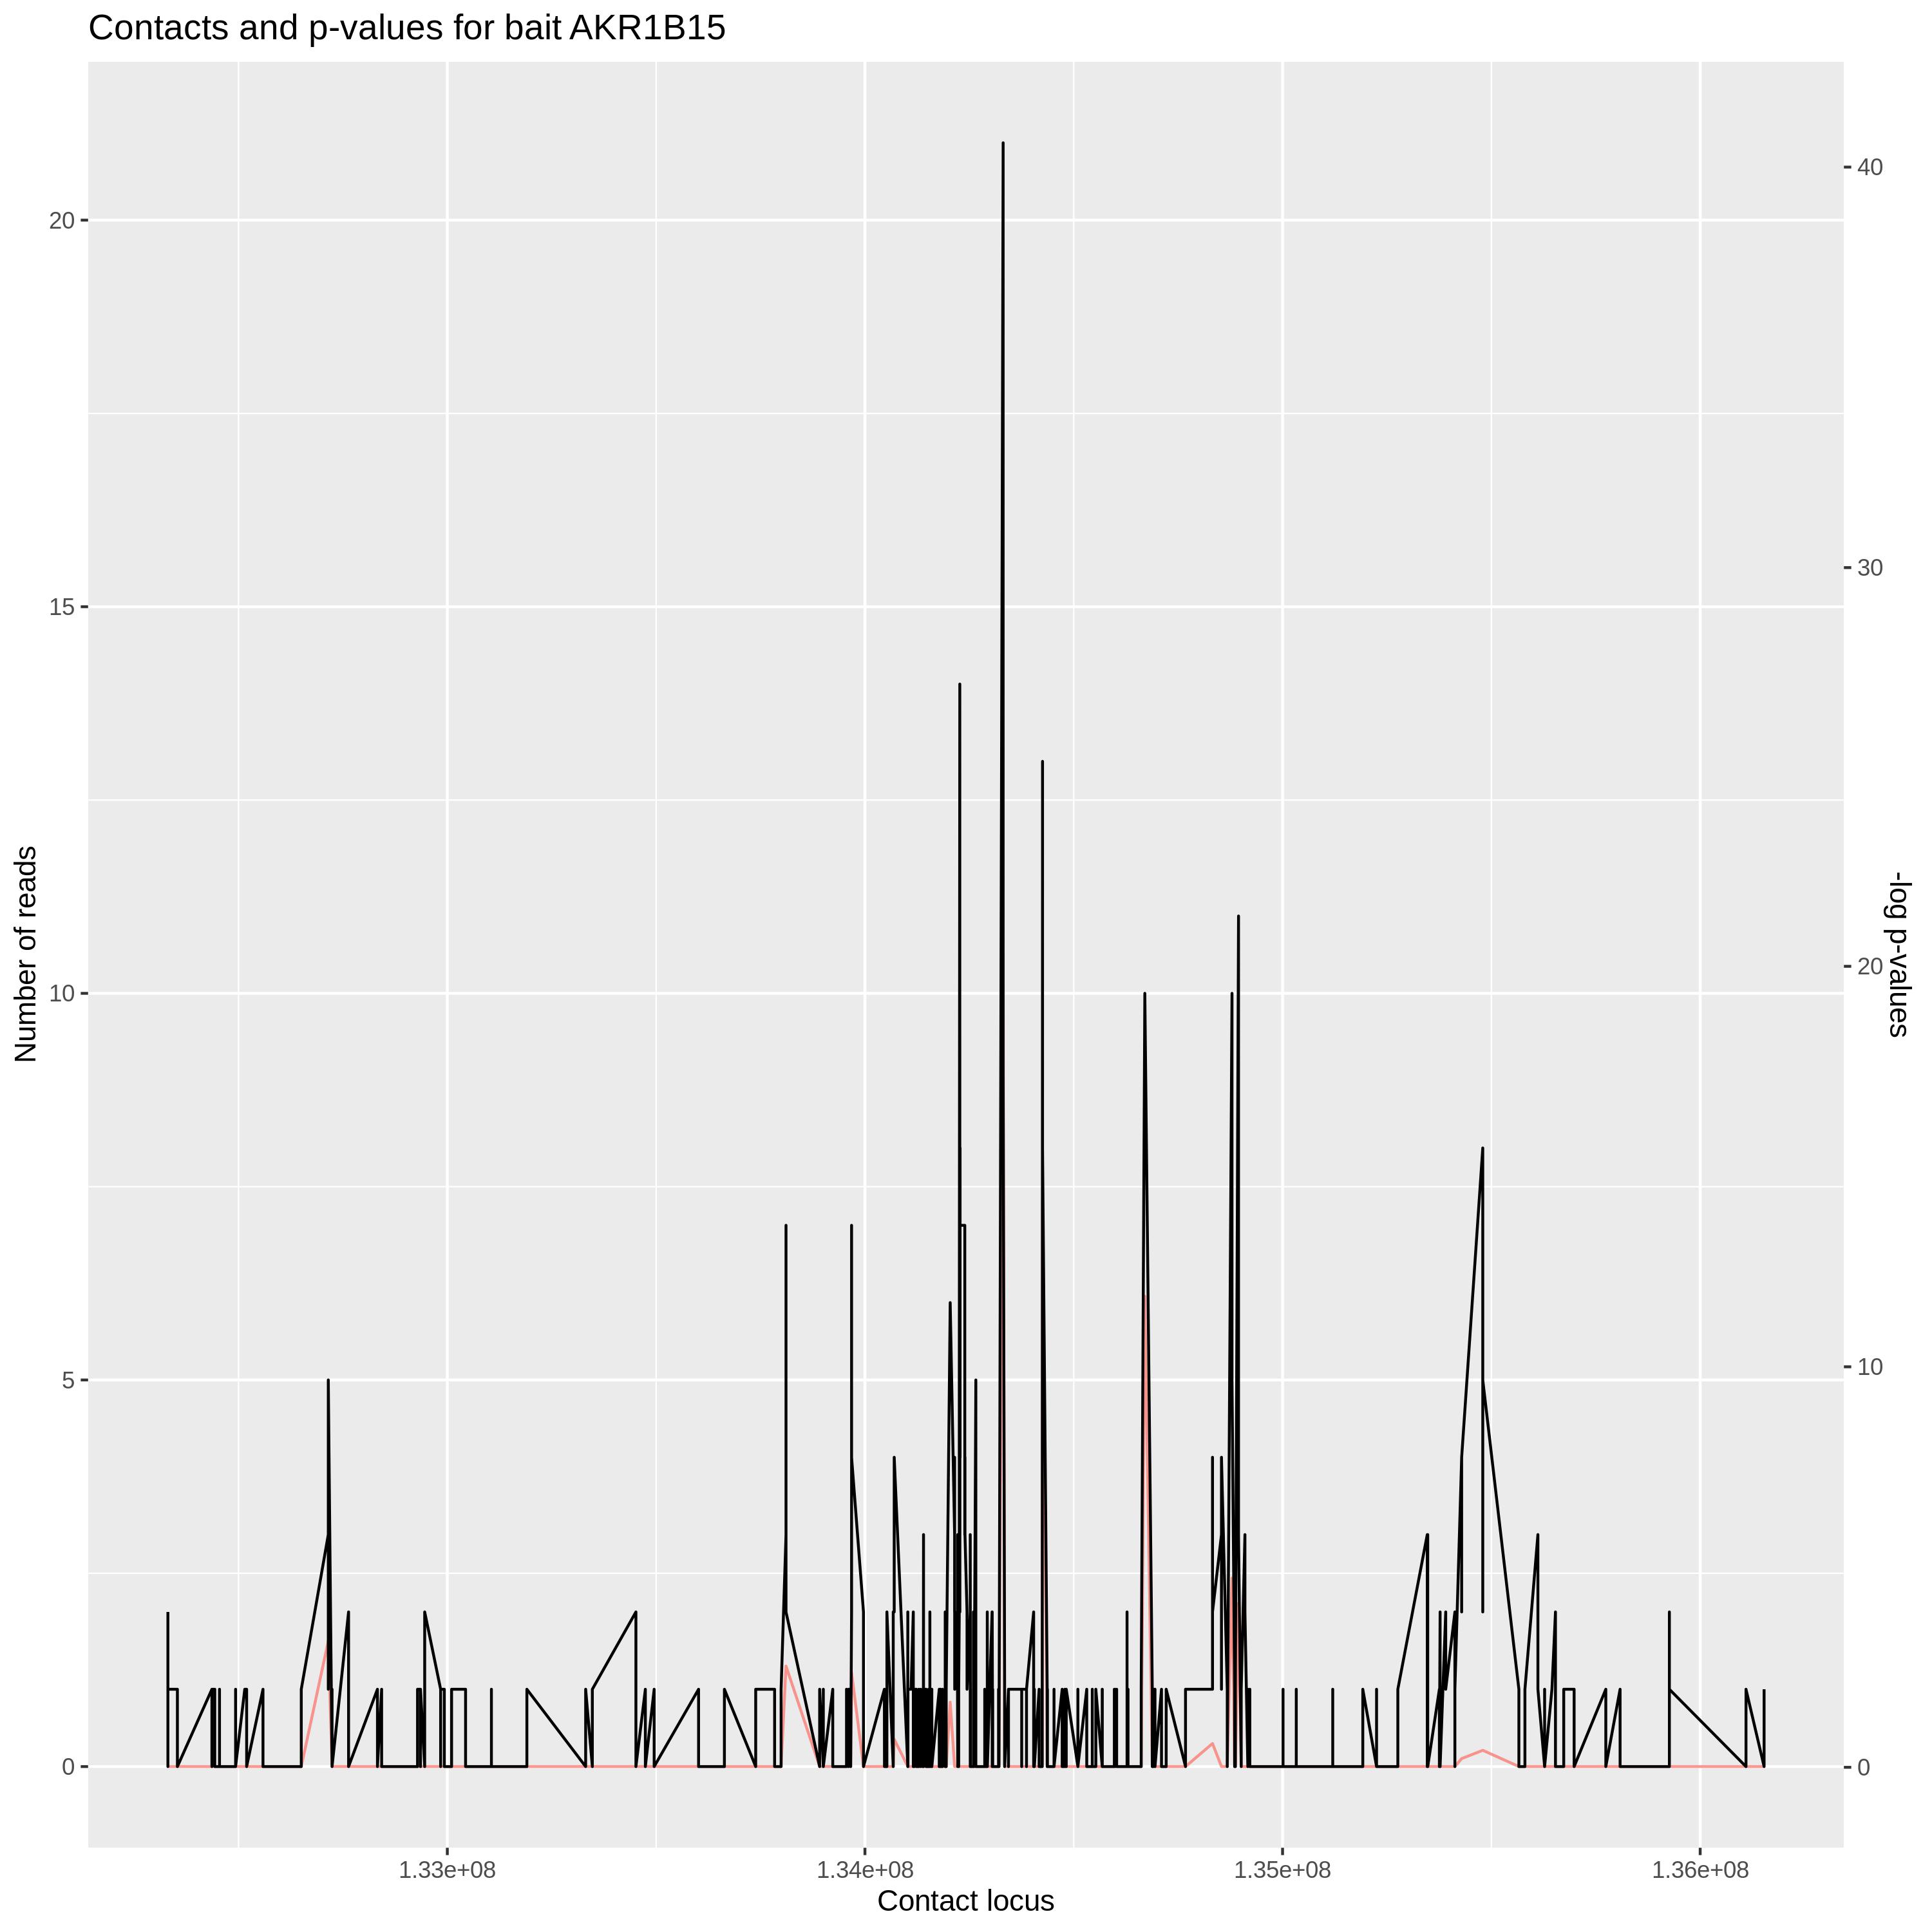 Contacts and p-values for bait AKR1B15
20
15
10
5
0
Number of reads
40
30
20
10
0
-log p-values
1.33e+08
1.34e+08
1.35e+08
1.36e+08
Contact locus